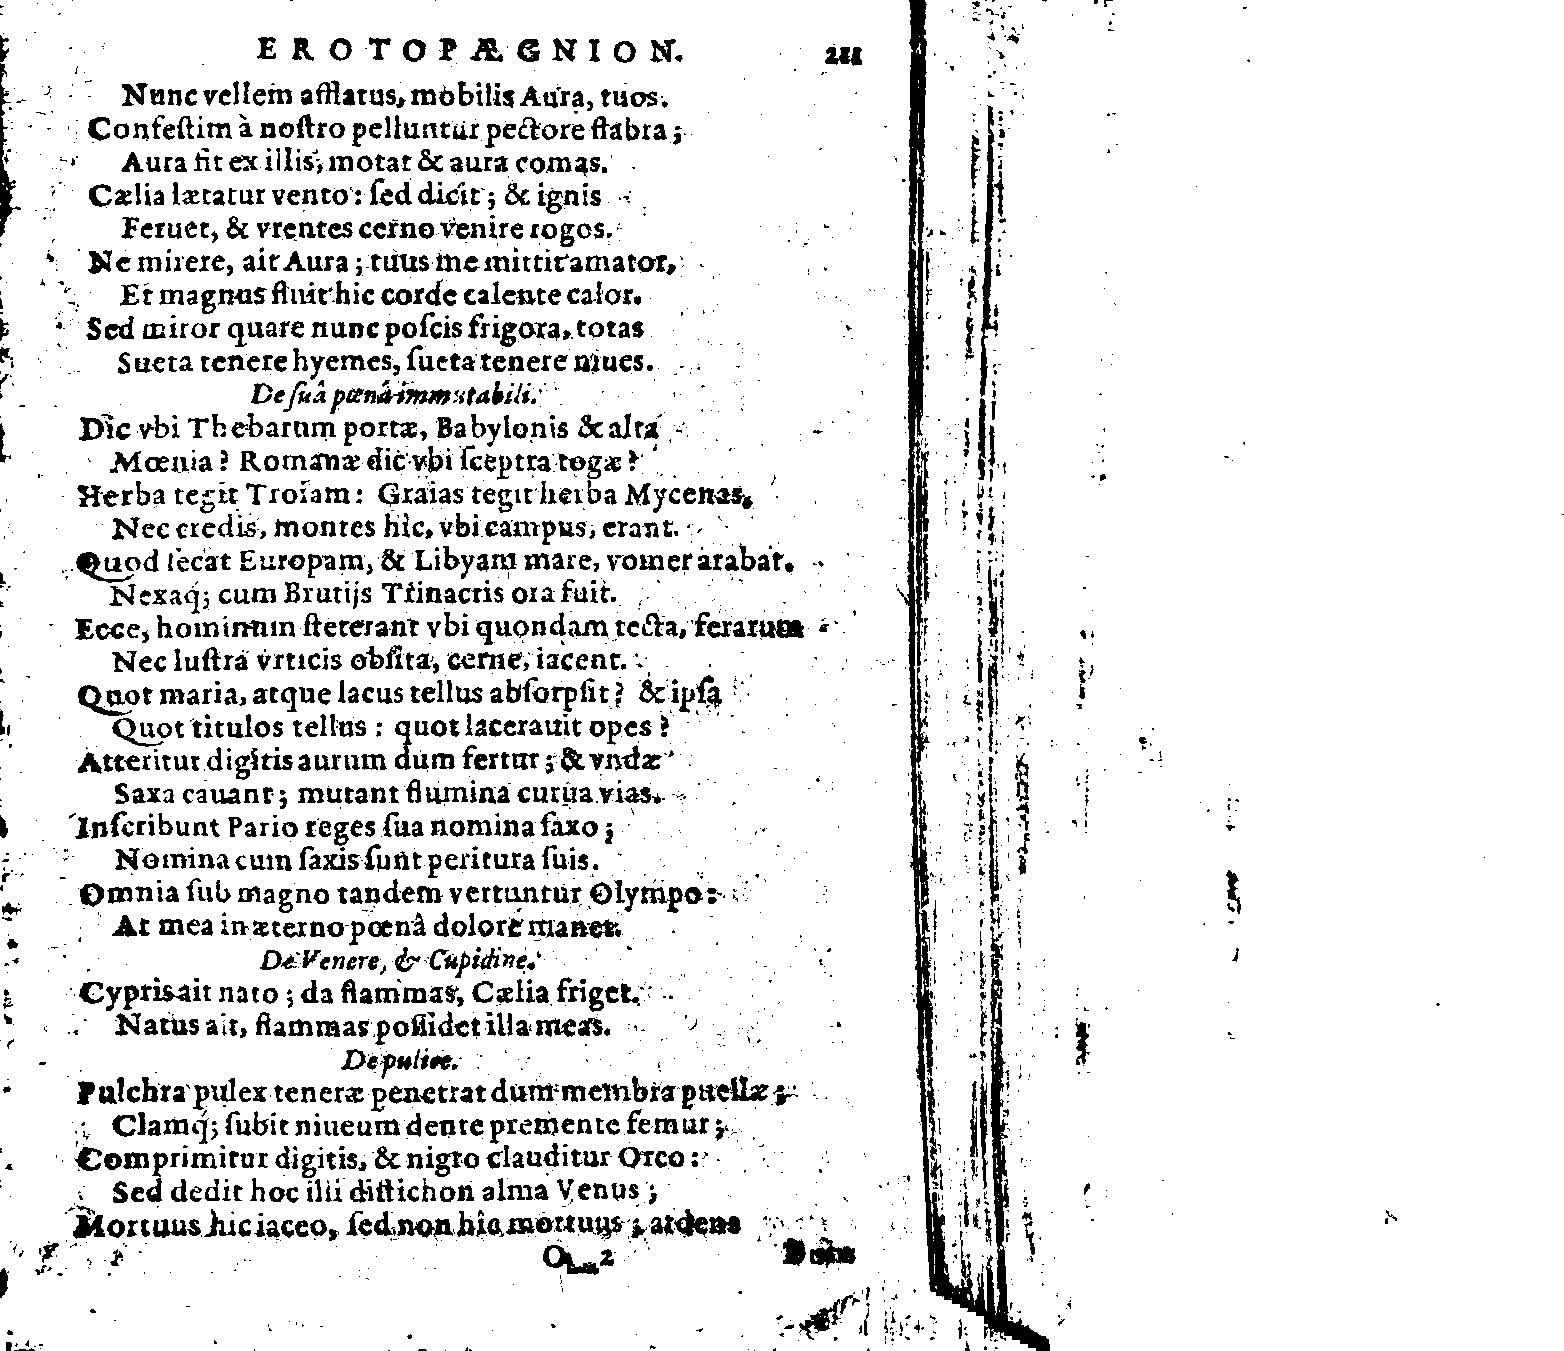 EROTOPÆGNION. 211
Nunc vellem afflatus, mobilis Aura, tuos.
Confeſtim à noſtro pelluntur pectore flabra;
Aura fit ex illis, motat & aura comas.
Cælia lætatur vento: ſed dicit; & ignis
Feruet, & vrentes cerno venire rogos.
Ne mirere, ait Aura; tuus me mittit amator,
Et magnus fluit hic corde calente calor.
Sed miror quare nunc poſcis frigora, totas
Sueta tenere hyemes, ſueta tenere niues.
De ſuâ pœnâ immutabili.
Dic vbi Thebarum portæ, Babylonis & alta
Mœnia? Romanæ dic vbi ſceptra togæ?
Herba tegit Troiam: Graias tegit herba Mycenas,
Nec credis, montes hîc, vbi campus, erant.
Quod ſecat Europam, & Libyam mare, vomer arabat.
Nexaq́; cum Brutijs Trinacris ora fuit.
Ecce, hominum ſteterant vbi quondam tecta, ferarum
Nec luſtra vrticis obſita, cerne, iacent.
Quot maria, atque lacus tellus abſorpſit? & ipſa
Quot titulos tellus: quot lacerauit opes?
Atteritur digitis aurum dum fertur; & vndæ
Saxa cauant; mutant flumina curua vias.
Inſcribunt Pario reges ſua nomina ſaxo;
Nomina cum ſaxis ſunt peritura ſuis.
Omnia ſub magno tandem vertuntur Olympo:
At mea in æterno pœnâ dolore manet.
De Venere, & Cupidine.
Cypris ait nato; da flammas, Cælia friget.
Natus ait, flammas poſſidet illa meas.
De pulice.
Pulchra pulex teneræ penetrat dum membra puellæ;
Clamq́; ſubit niueum dente premente femur;
Comprimitur digitis, & nigro clauditur Orco:
Sed dedit hoc illi diſtichon alma Venus;
Mortuus hic iaceo, ſed non hîc mortuus; ardens
2